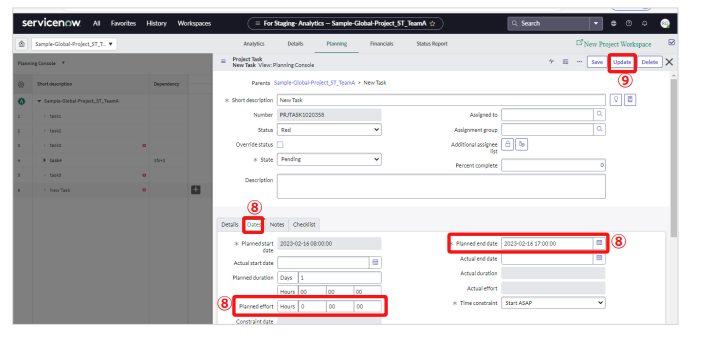 servicenow All Favorites History Workspaces For Staging- Analytics – Sample-Global-Project_ST_TeamA ☆ Search
Sample-Global-Project_ST_T.. ▼ Analytics Details Planning Financials Status Report New Project Workspace
Planning Console ▼
Project Task
New Task View: Planning Console
Save Update Delete
⑨
Short description Dependency
Parents Sample-Global-Project_ST_TeamA > New Task
▼ Sample-Global-Project_ST_TeamA
Short description New Task
1 task1
Number PRJTASK1020358 Assigned to
2 task2
Status Red Assignment group
3 task3
Override status Additional assignee list
4 task4
State Pending Percent complete 0
5 task5
Description
6 New Task
⑧
Details Dates Notes Checklist
Planned start date 2023-02-16 08:00:00 Planned end date 2023-02-16 17:00:00 ⑧
Actual start date Actual end date
Planned duration Days 1 Actual duration
Hours 00 00 00 Actual effort
⑧ Planned effort Hours 0 00 00 Time constraint Start ASAP
Constraint date